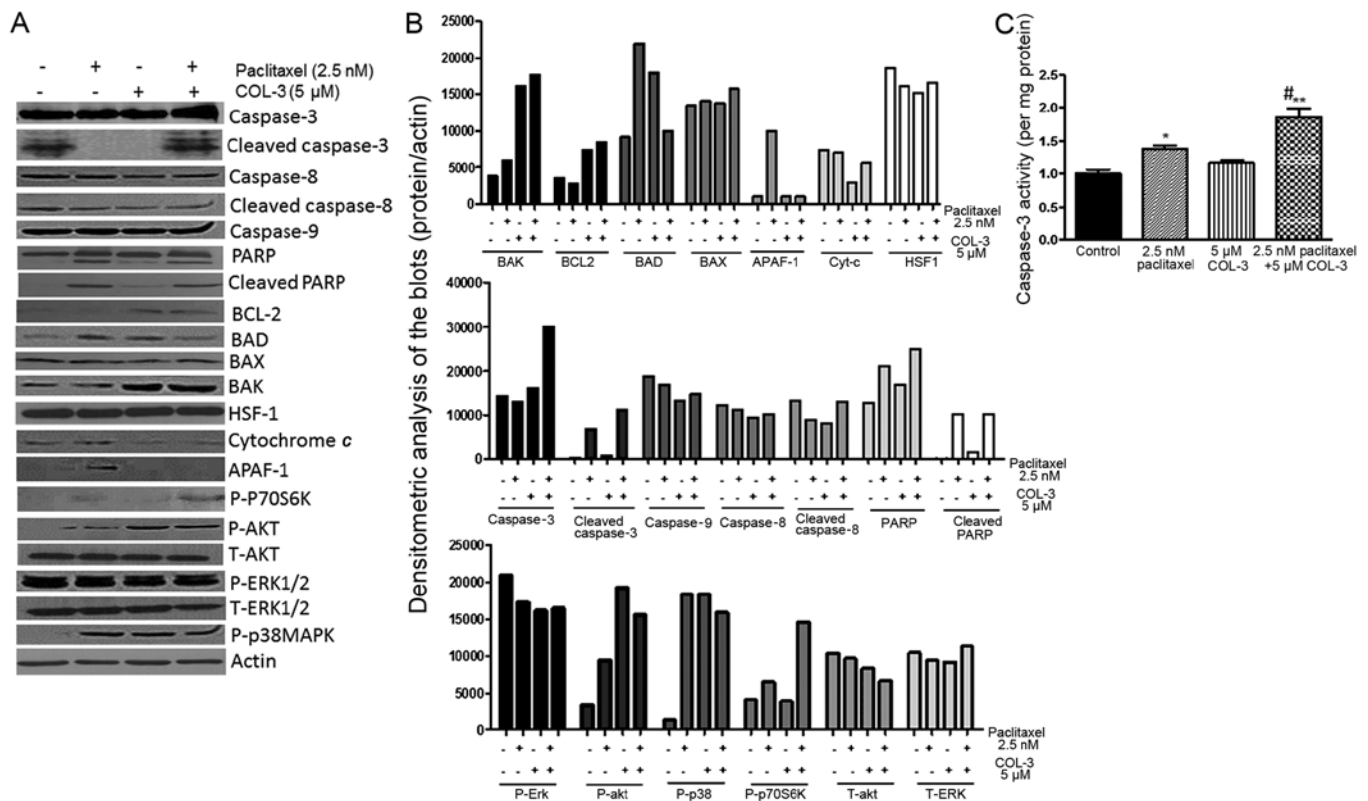 A
- + - + Paclitaxel (2.5 nM)
- - + + COL-3 (5 µM)
Caspase-3
Cleaved caspase-3
Caspase-8
Cleaved caspase-8
Caspase-9
PARP
Cleaved PARP
BCL-2
BAD
BAX
BAK
HSF-1
Cytochrome c
APAF-1
P-P70S6K
P-AKT
T-AKT
P-ERK1/2
T-ERK1/2
P-p38MAPK
Actin
B
Densitometric analysis of the blots (protein/actin)
25000
20000
15000
10000
5000
0
- + - + - + - + - + - + - + - + - + - + - + - + - + - + Paclitaxel 2.5 nM
- - + + - - + + - - + + - - + + - - + + - - + + - - + + COL-3 5 µM
BAK BCL2 BAD BAX APAF-1 Cyt-c HSF1
40000
30000
20000
10000
0
- + - + - + - + - + - + - + - + - + - + - + - + - + - + Paclitaxel 2.5 nM
- - + + - - + + - - + + - - + + - - + + - - + + - - + + COL-3 5 µM
Caspase-3 Cleaved caspase-3 Caspase-9 Caspase-8 Cleaved caspase-8 PARP Cleaved PARP
25000
20000
15000
10000
5000
0
- + - + - + - + - + - + - + - + - + - + - + - + Paclitaxel 2.5 nM
- - + + - - + + - - + + - - + + - - + + - - + + COL-3 5 µM
P-Erk P-akt P-p38 P-p70S6K T-akt T-ERK
C
Caspase-3 activity (per mg protein)
2.5
2.0
1.5
1.0
0.5
0.0
*
#**
Control 2.5 nM paclitaxel 5 µM COL-3 2.5 nM paclitaxel +5 µM COL-3